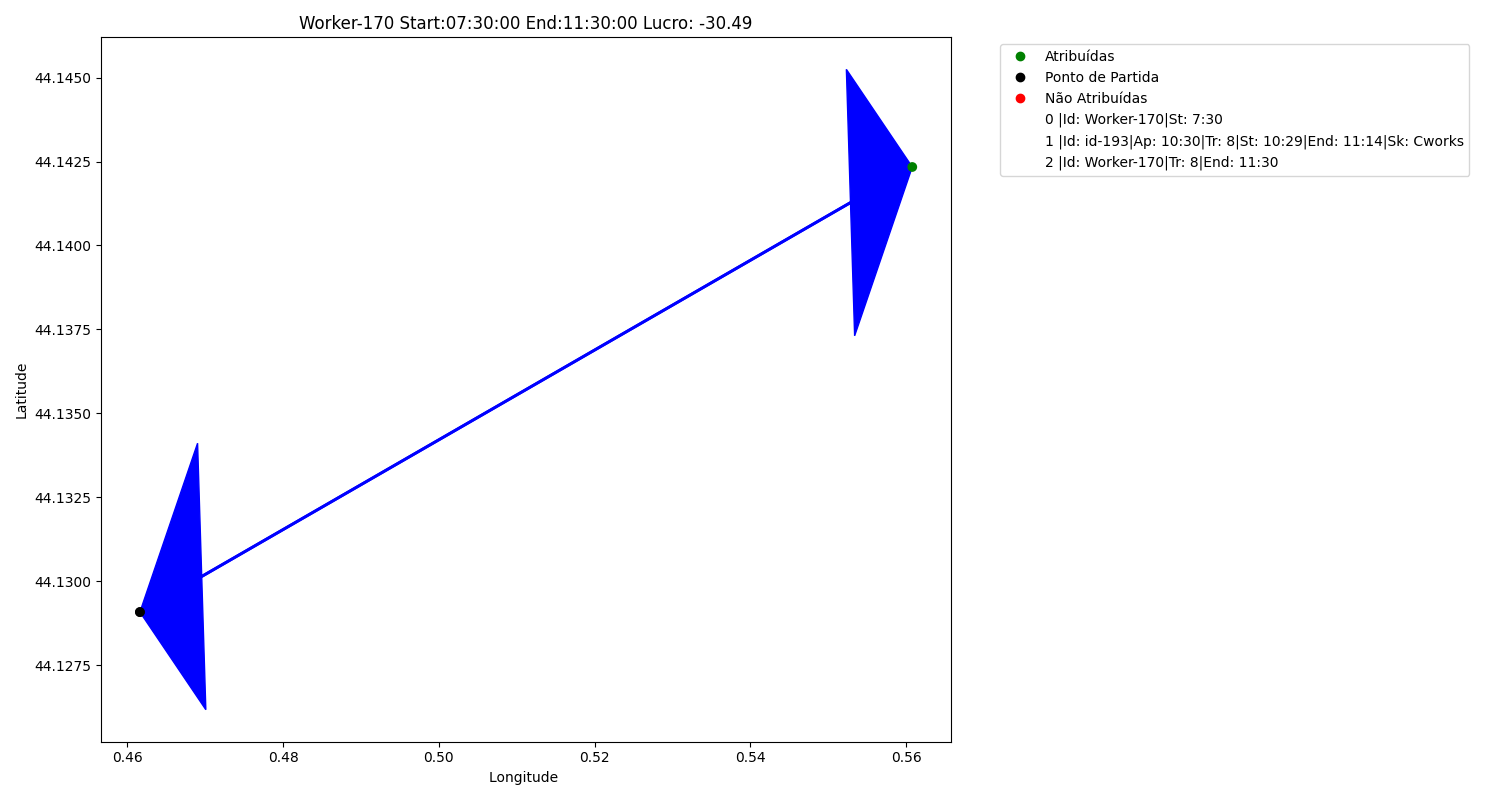 Worker-170 Start:07:30:00 End:11:30:00 Lucro: -30.49
44.1450
44.1425
44.1400
44.1375
44.1350
44.1325
44.1300
44.1275
Latitude
0.46 0.48 0.50 0.52 0.54 0.56
Longitude
Atribuídas
Ponto de Partida
Não Atribuídas
0 |Id: Worker-170|St: 7:30
1 |Id: id-193|Ap: 10:30|Tr: 8|St: 10:29|End: 11:14|Sk: Cworks
2 |Id: Worker-170|Tr: 8|End: 11:30